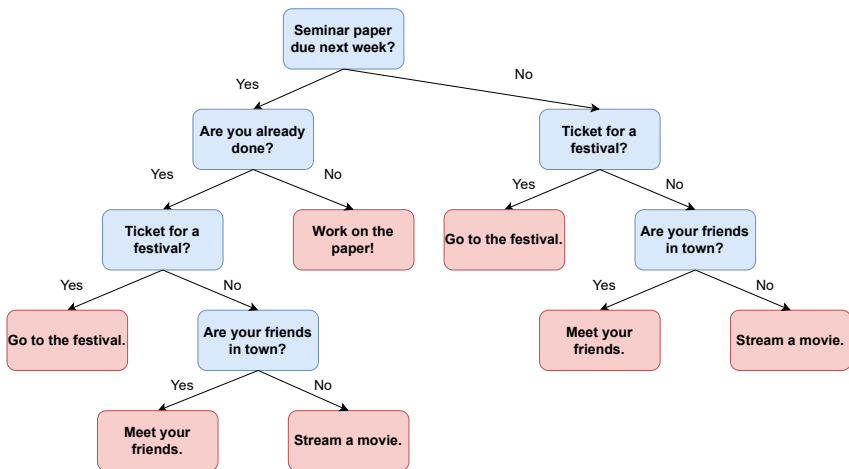 Seminar paper
due next week?
Yes
No
Are you already
done?
Ticket for a
festival?
Yes
No
Yes
No
Ticket for a
festival?
Work on the
paper!
Go to the festival.
Are your friends
in town?
Yes
No
Yes
No
Go to the festival.
Are your friends
in town?
Meet your
friends.
Stream a movie.
Yes
No
Meet your
friends.
Stream a movie.